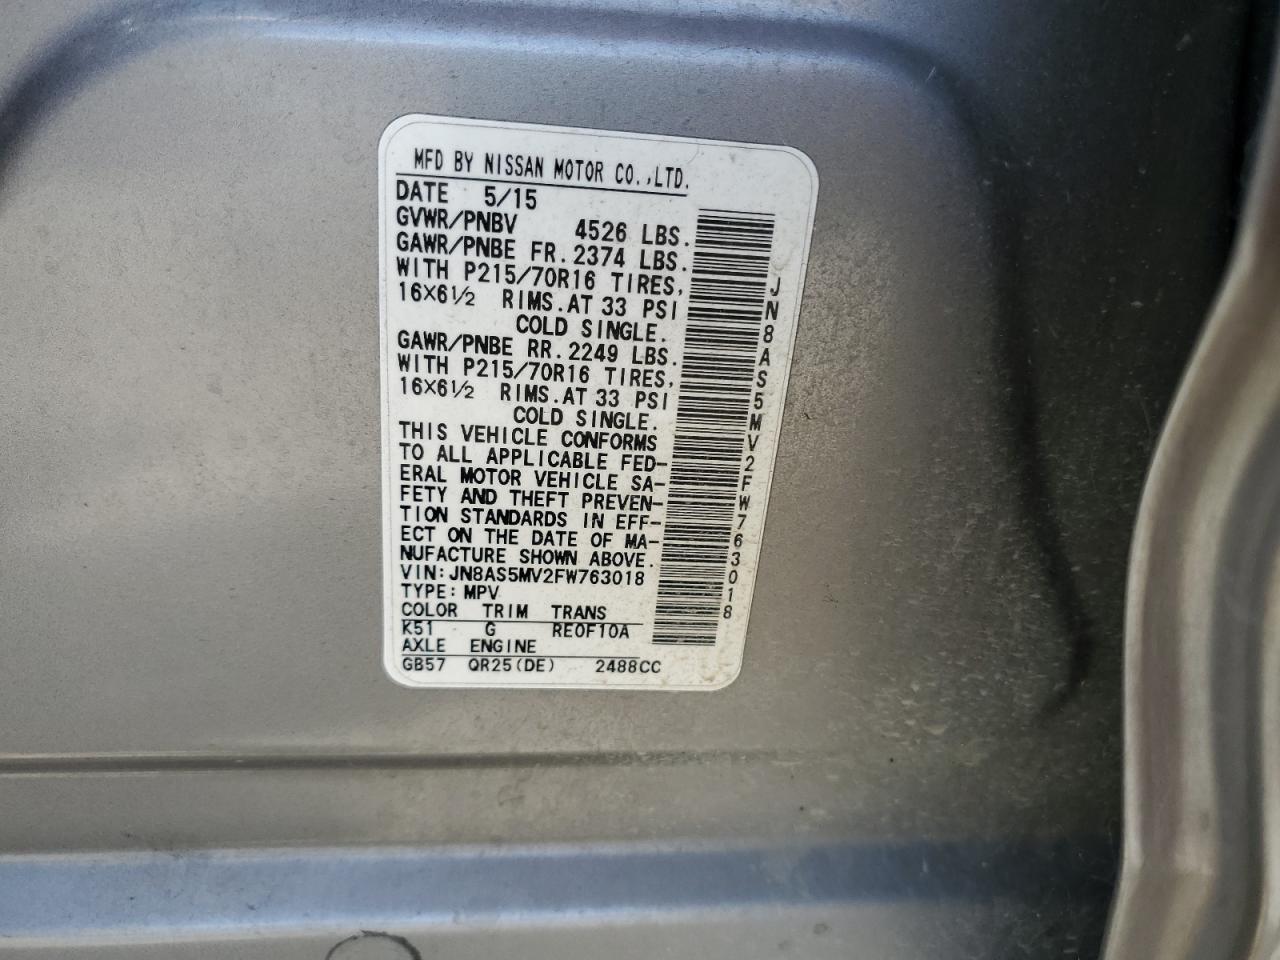 MFD BY NISSAN MOTOR CO.,LTD.
DATE 5/15
GVWR/PNBV 4526 LBS.
GAWR/PNBE FR. 2374 LBS.
WITH P215/70R16 TIRES,
16X6½ RIMS.AT 33 PSI
COLD SINGLE.
GAWR/PNBE RR. 2249 LBS.
WITH P215/70R16 TIRES,
16X6½ RIMS.AT 33 PSI
COLD SINGLE.
THIS VEHICLE CONFORMS
TO ALL APPLICABLE FED-
ERAL MOTOR VEHICLE SA-
FETY AND THEFT PREVEN-
TION STANDARDS IN EFF-
ECT ON THE DATE OF MA-
NUFACTURE SHOWN ABOVE.
VIN: JN8AS5MV2FW763018
TYPE: MPV
COLOR TRIM TRANS
K51 G RE0F10A
AXLE ENGINE
GB57 QR25(DE) 2488CC
JN8AS5MV2FW763018